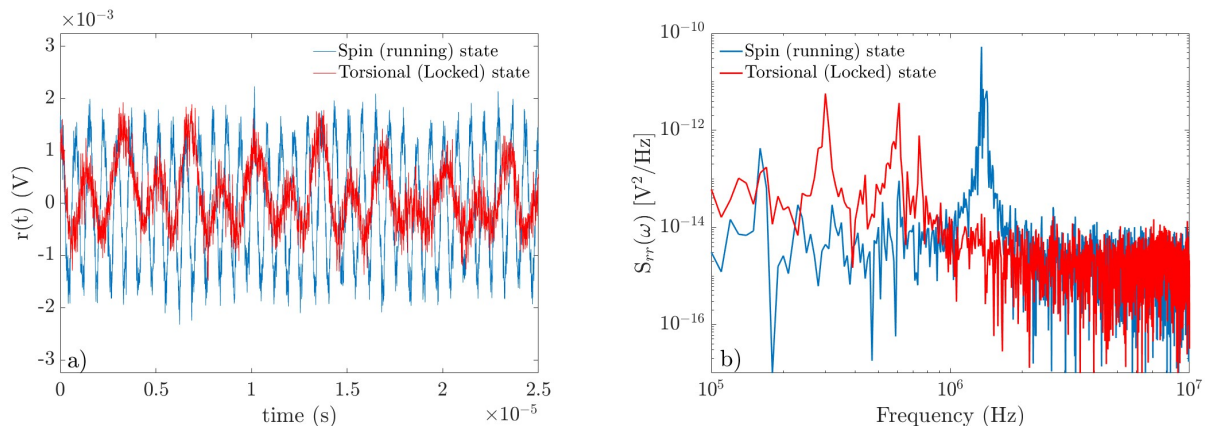 ×10⁻³
3
2
1
0
-1
-2
-3
r(t) (V)
Spin (running) state
Torsional (Locked) state
a)
0
0.5
1
1.5
2
2.5
time (s)
×10⁻⁵
10⁻¹⁰
10⁻¹²
10⁻¹⁴
10⁻¹⁶
S_rr(ω) [V²/Hz]
Spin (running) state
Torsional (Locked) state
b)
10⁵
10⁶
10⁷
Frequency (Hz)